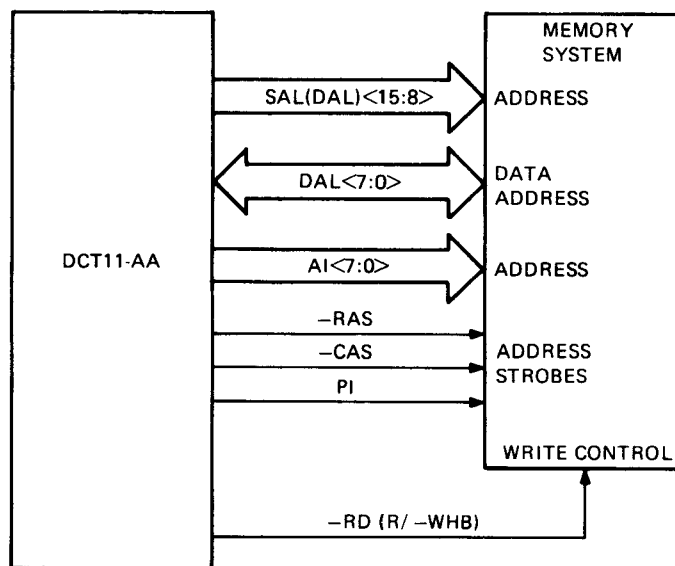 MEMORY
SYSTEM
SAL(DAL)<15:8>
ADDRESS
DAL<7:0>
DATA
ADDRESS
DCT11-AA
AI<7:0>
ADDRESS
—RAS
—CAS
ADDRESS
STROBES
PI
WRITE CONTROL
—RD (R/ —WHB)